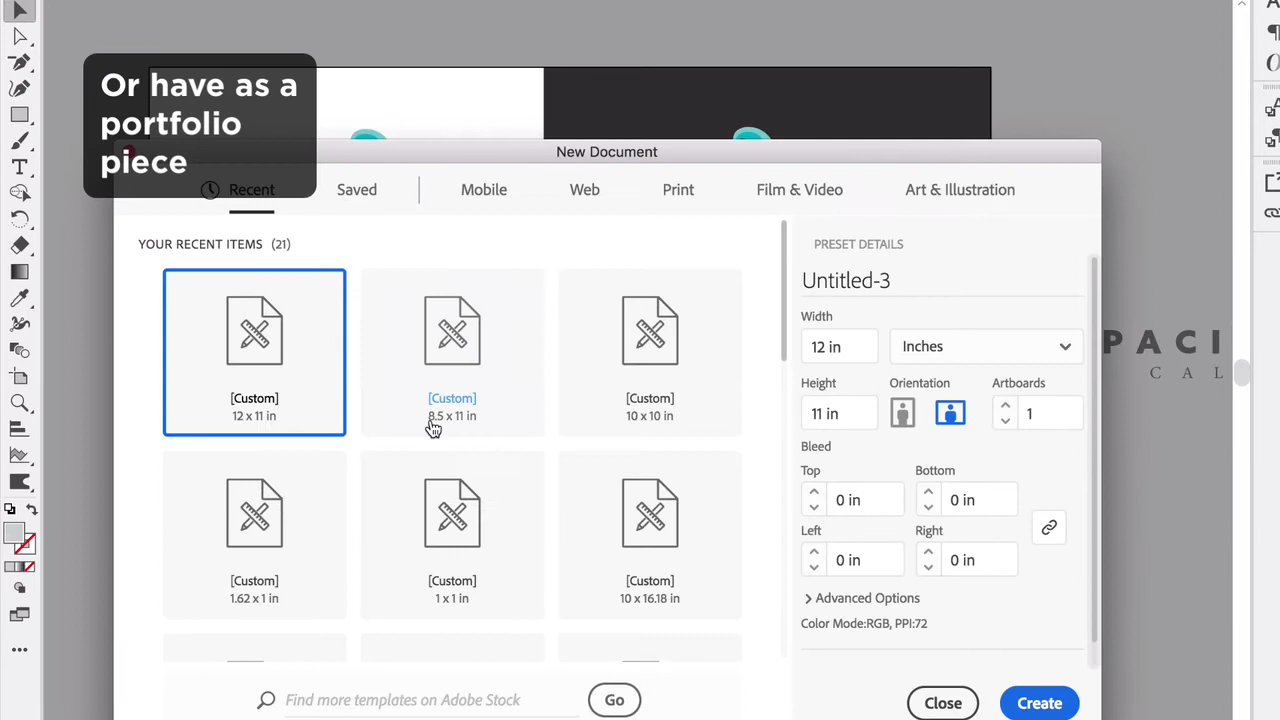 Or have as a
portfolio
piece
New Document
Recent
Saved
Mobile
Web
Print
Film & Video
Art & Illustration
YOUR RECENT ITEMS (21)
[Custom]
12 x 11 in
[Custom]
8.5 x 11 in
[Custom]
10 x 10 in
[Custom]
1.62 x 1 in
[Custom]
1 x 1 in
[Custom]
10 x 16.18 in
Find more templates on Adobe Stock
Go
PRESET DETAILS
Untitled-3
Width
12 in
Inches
Height
Orientation
Artboards
11 in
1
Bleed
Top
Bottom
0 in
0 in
Left
Right
0 in
0 in
Advanced Options
Color Mode:RGB, PPI:72
Close
Create
PACI
CAL